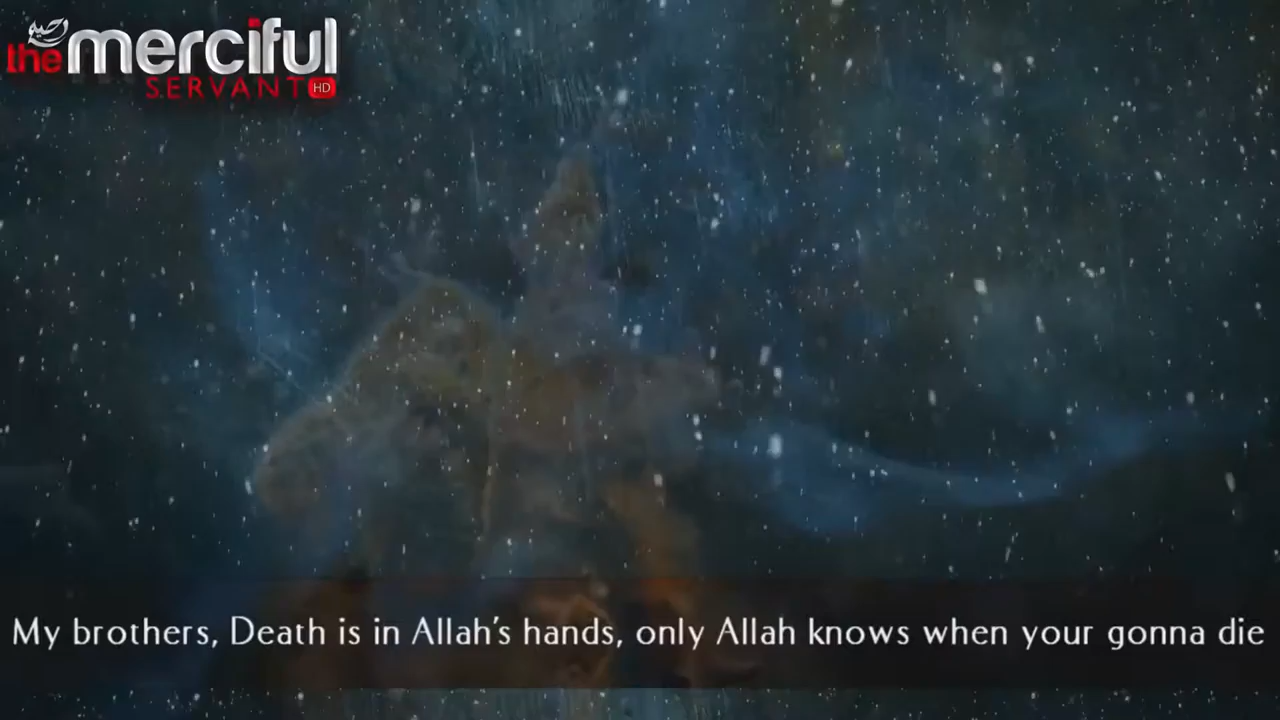 the merciful
SERVANT HD
My brothers, Death is in Allah's hands, only Allah knows when your gonna die